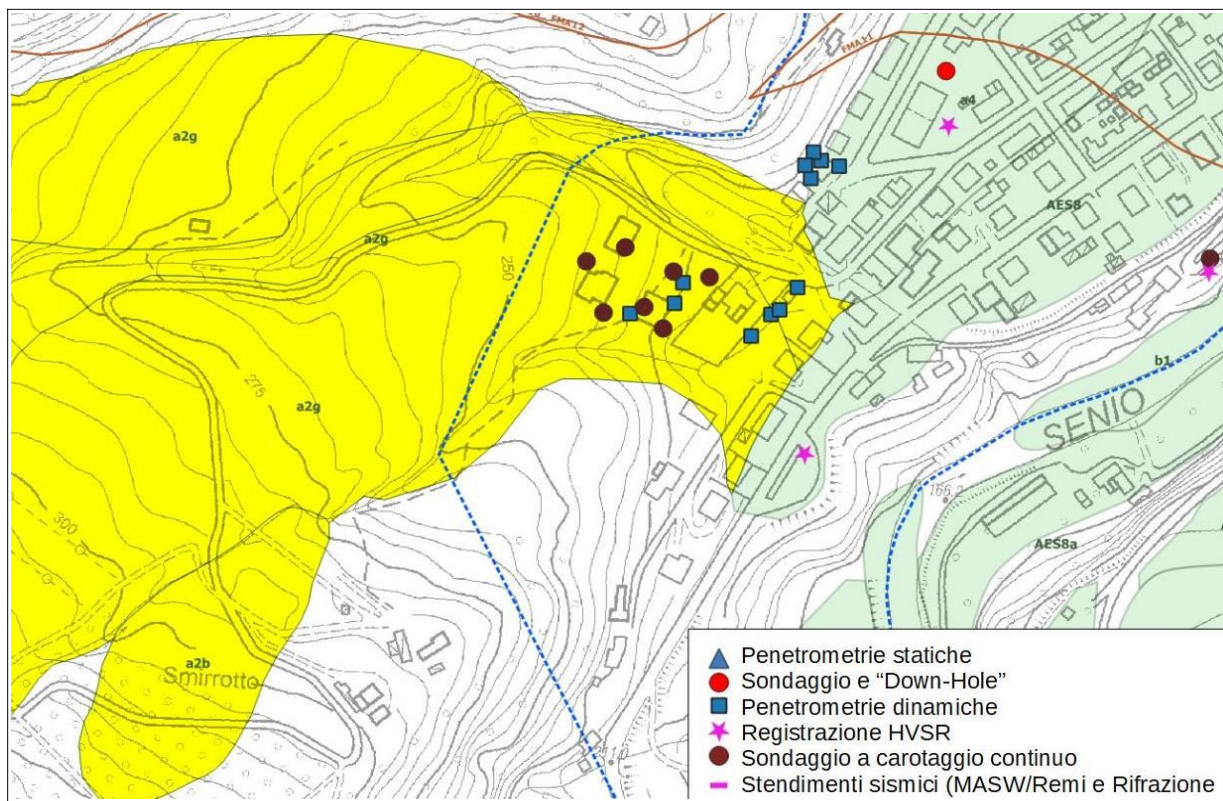 FMA12
FMA11
a4
a2g
AES8
a2g
250
b1
SENIO
275
a2g
166.2
300
AES8a
a2b
Smirrotto
Penetrometrie statiche
Sondaggio e “Down-Hole”
Penetrometrie dinamiche
Registrazione HVSR
Sondaggio a carotaggio continuo
Stendimenti sismici (MASW/Remi e Rifrazione